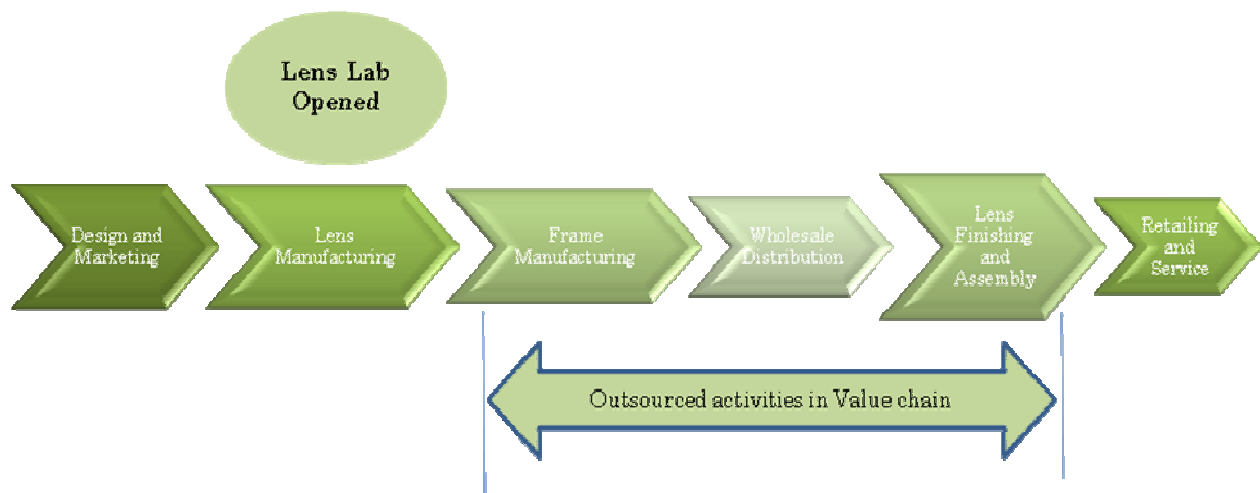 Lens Lab
Opened
Design and
Marketing
Lens
Manufacturing
Frame
Manufacturing
Wholesale
Distribution
Lens
Finishing
and
Assembly
Retailing
and
Service
Outsourced activities in Value chain